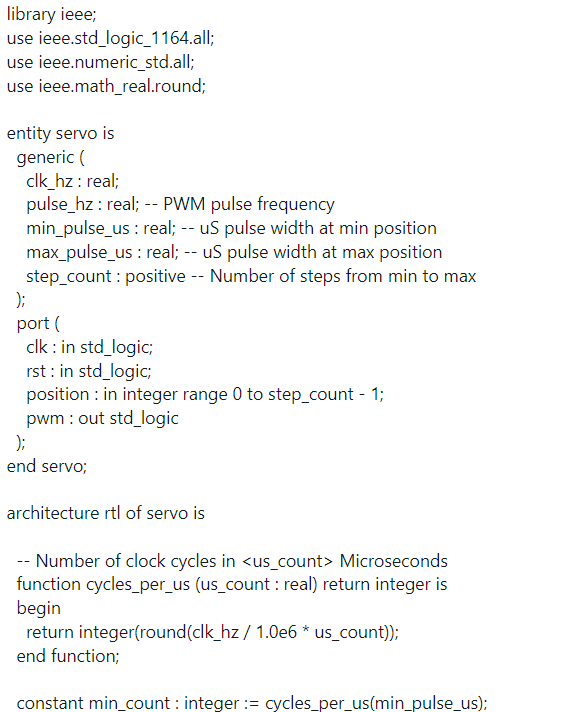 library ieee;
use ieee.std_logic_1164.all;
use ieee.numeric_std.all;
use ieee.math_real.round;

entity servo is
  generic (
    clk_hz : real;
    pulse_hz : real; -- PWM pulse frequency
    min_pulse_us : real; -- uS pulse width at min position
    max_pulse_us : real; -- uS pulse width at max position
    step_count : positive -- Number of steps from min to max
  );
  port (
    clk : in std_logic;
    rst : in std_logic;
    position : in integer range 0 to step_count - 1;
    pwm : out std_logic
  );
end servo;

architecture rtl of servo is

  -- Number of clock cycles in <us_count> Microseconds
  function cycles_per_us (us_count : real) return integer is
  begin
    return integer(round(clk_hz / 1.0e6 * us_count));
  end function;

  constant min_count : integer := cycles_per_us(min_pulse_us);